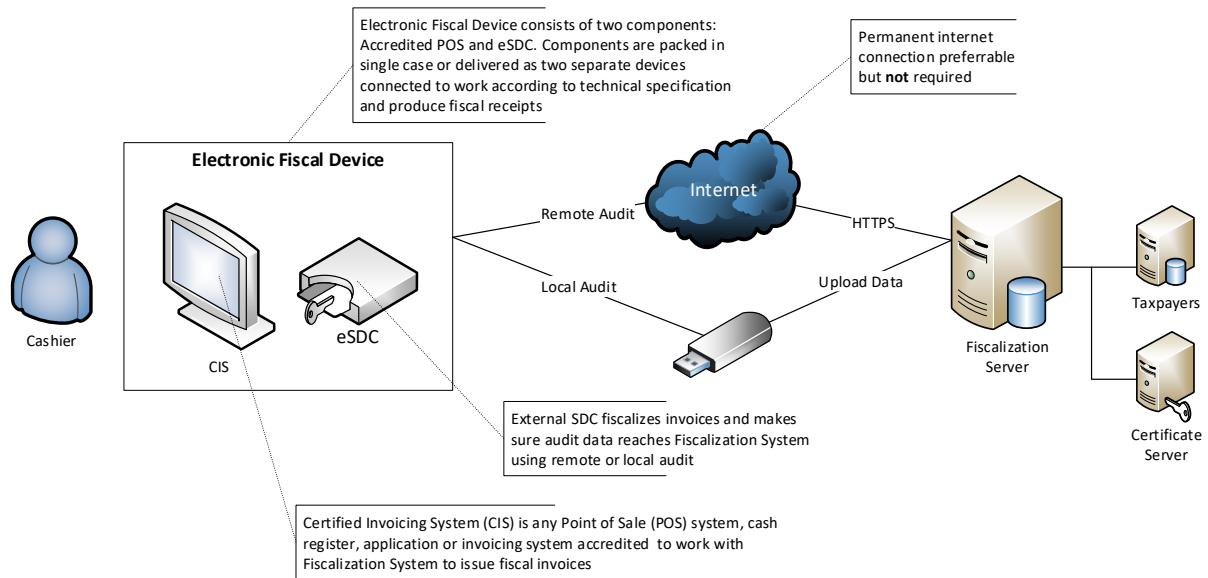 Electronic Fiscal Device consists of two components:
Accredited POS and eSDC. Components are packed in
single case or delivered as two separate devices
connected to work according to technical specification
and produce fiscal receipts
Permanent internet
connection preferrable
but not required
Electronic Fiscal Device
Internet
Remote Audit
HTTPS
Local Audit
Upload Data
Cashier
CIS
eSDC
Fiscalization
Server
Taxpayers
Certificate
Server
External SDC fiscalizes invoices and makes
sure audit data reaches Fiscalization System
using remote or local audit
Certified Invoicing System (CIS) is any Point of Sale (POS) system, cash
register, application or invoicing system accredited  to work with
Fiscalization System to issue fiscal invoices